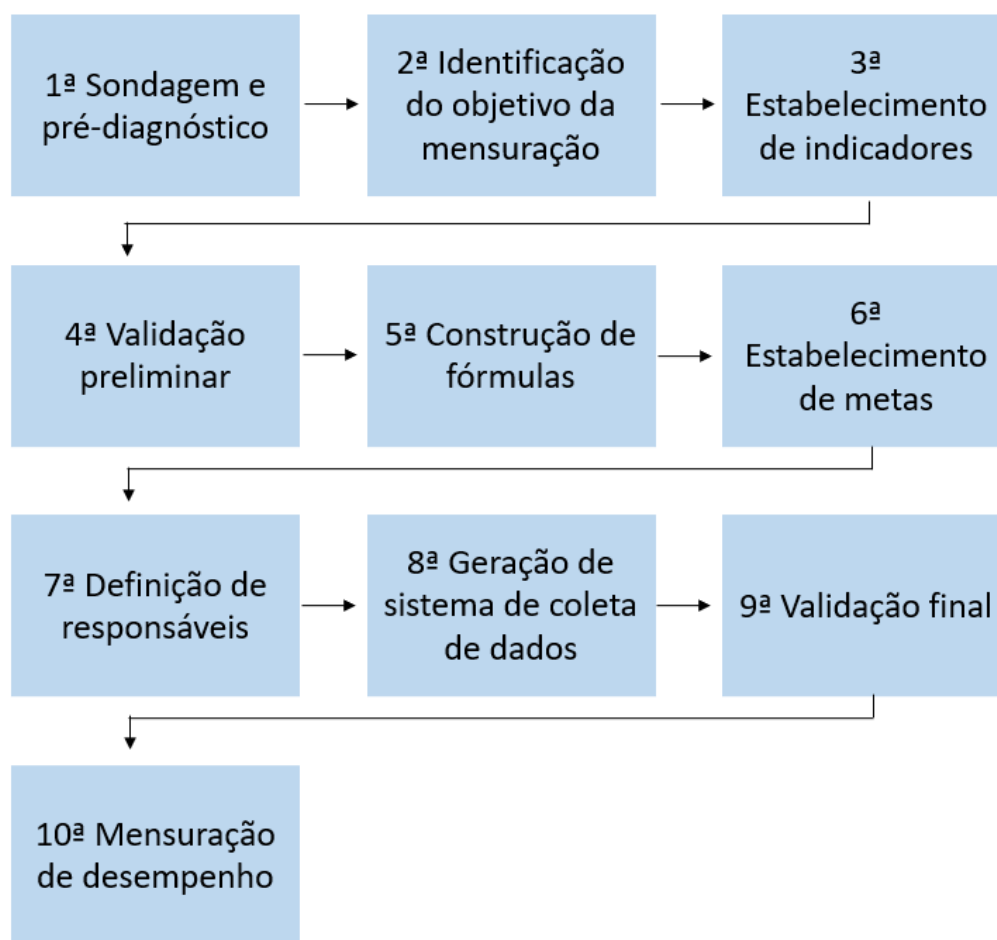 1ª Sondagem e
pré-diagnóstico
2ª Identificação
do objetivo da
mensuração
3ª
Estabelecimento
de indicadores
4ª Validação
preliminar
5ª Construção de
fórmulas
6ª
Estabelecimento
de metas
7ª Definição de
responsáveis
8ª Geração de
sistema de coleta
de dados
9ª Validação final
10ª Mensuração
de desempenho